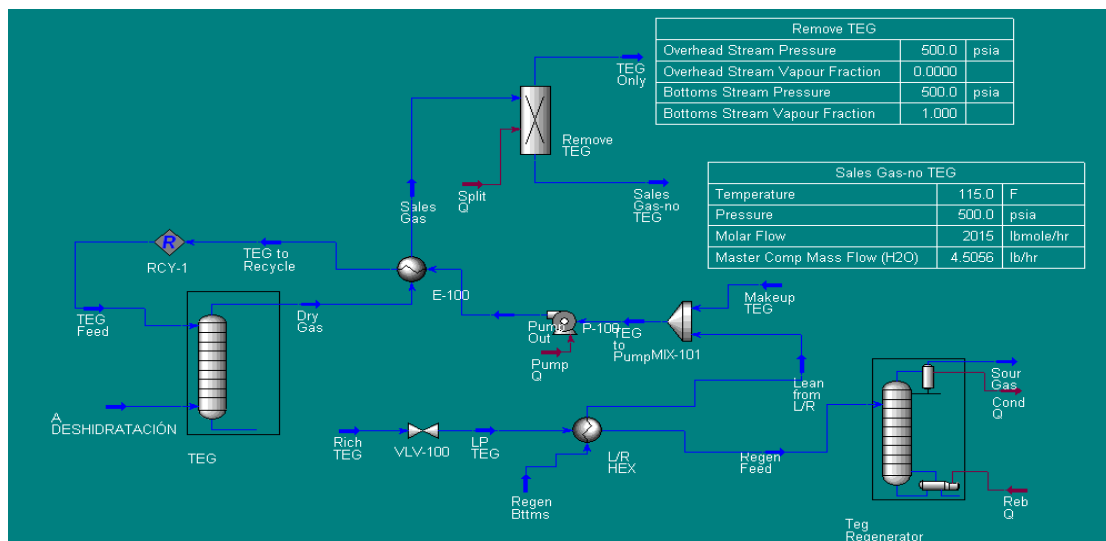 Remove TEG
Overhead Stream Pressure 500.0 psia
Overhead Stream Vapour Fraction 0.0000
Bottoms Stream Pressure 500.0 psia
Bottoms Stream Vapour Fraction 1.000
TEG
Only
Remove
TEG
Split
Q
Sales
Gas-no
TEG
Sales
Gas
Sales Gas-no TEG
Temperature 115.0 F
Pressure 500.0 psia
Molar Flow 2015 lbmole/hr
Master Comp Mass Flow (H2O) 4.5056 lb/hr
R
RCY-1
TEG to
Recycle
E-100
TEG
Feed
Dry
Gas
Makeup
TEG
Pump
Out
P-100
TEG
to
Pump
MIX-101
Pump
Q
Lean
from
L/R
Sour
Gas
Cond
Q
A
DESHIDRATACIÓN
TEG
Rich
TEG
VLV-100
LP
TEG
L/R
HEX
Regen
Feed
Regen
Bttms
Reb
Q
Teg
Regenerator